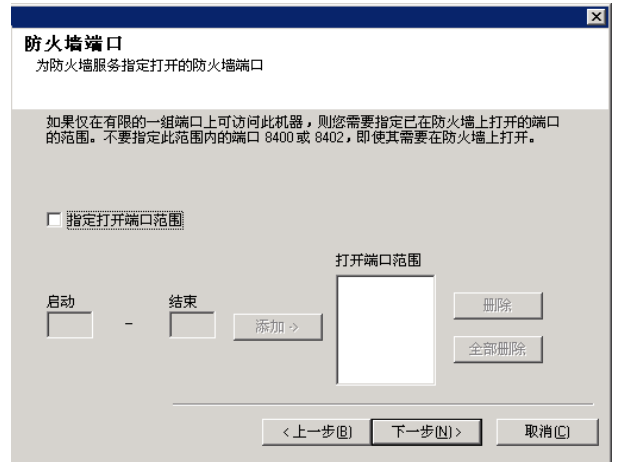 防火墙端口
为防火墙服务指定打开的防火墙端口
如果仅在有限的一组端口上可访问此机器，则您需要指定已在防火墙上打开的端口
的范围。不要指定此范围内的端口 8400 或 8402，即使其需要在防火墙上打开。
指定打开端口范围
打开端口范围
启动
结束
-
添加 ->
删除
全部删除
<上一步(B)
下一步(N)>
取消(C)